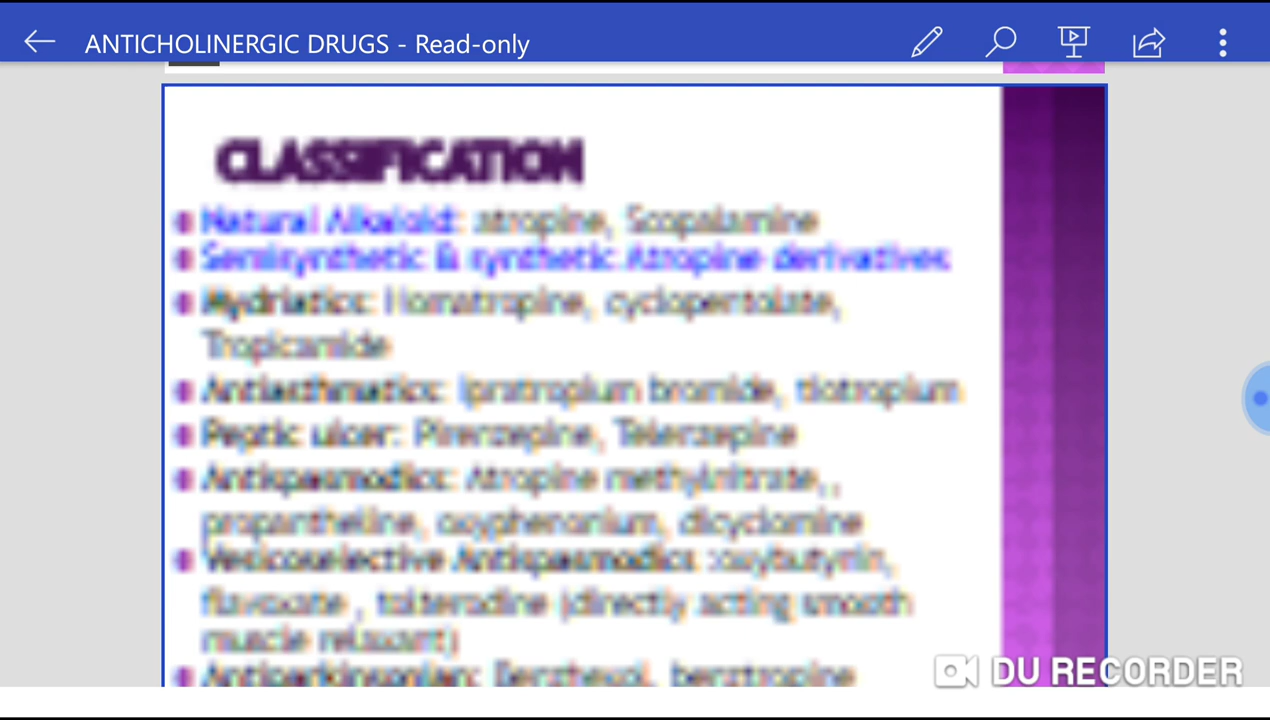 ANTICHOLINERGIC DRUGS - Read-only
CLASSIFICATION
Natural Alkaloid: atropine, Scopalamine
Semisynthetic & synthetic Atropine derivatives
Mydriatics: Homatropine, cyclopentolate,
Tropicamide
Antiasthmatics: Ipratropium bromide, tiotropium
Peptic ulcer: Pirenzepine, Telenzepine
Antispasmodics: Atropine methylnitrate, ,
propantheline, oxyphenonium, dicyclomine
Vesicoselective Antispasmodics :oxybutynin,
flavoxate , tolterodine (directly acting smooth
muscle relaxant)
Antiparkinsonian: Benzhexol, benztropine
DU RECORDER